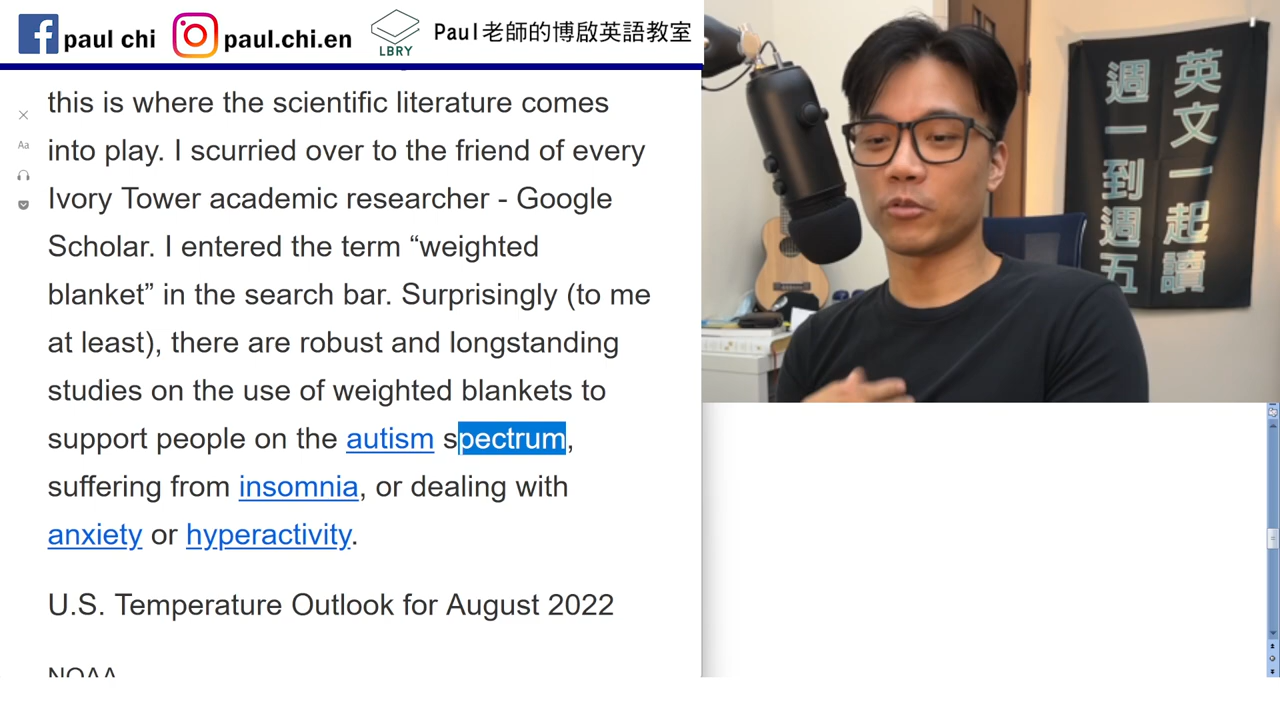 paul chi
paul.chi.en
LBRY
Paul老師的博啟英語教室
this is where the scientific literature comes
into play. I scurried over to the friend of every
Ivory Tower academic researcher - Google
Scholar. I entered the term “weighted
blanket” in the search bar. Surprisingly (to me
at least), there are robust and longstanding
studies on the use of weighted blankets to
support people on the autism spectrum,
suffering from insomnia, or dealing with
anxiety or hyperactivity.
U.S. Temperature Outlook for August 2022
NOAA
Aa
英文一起讀
週一到週五